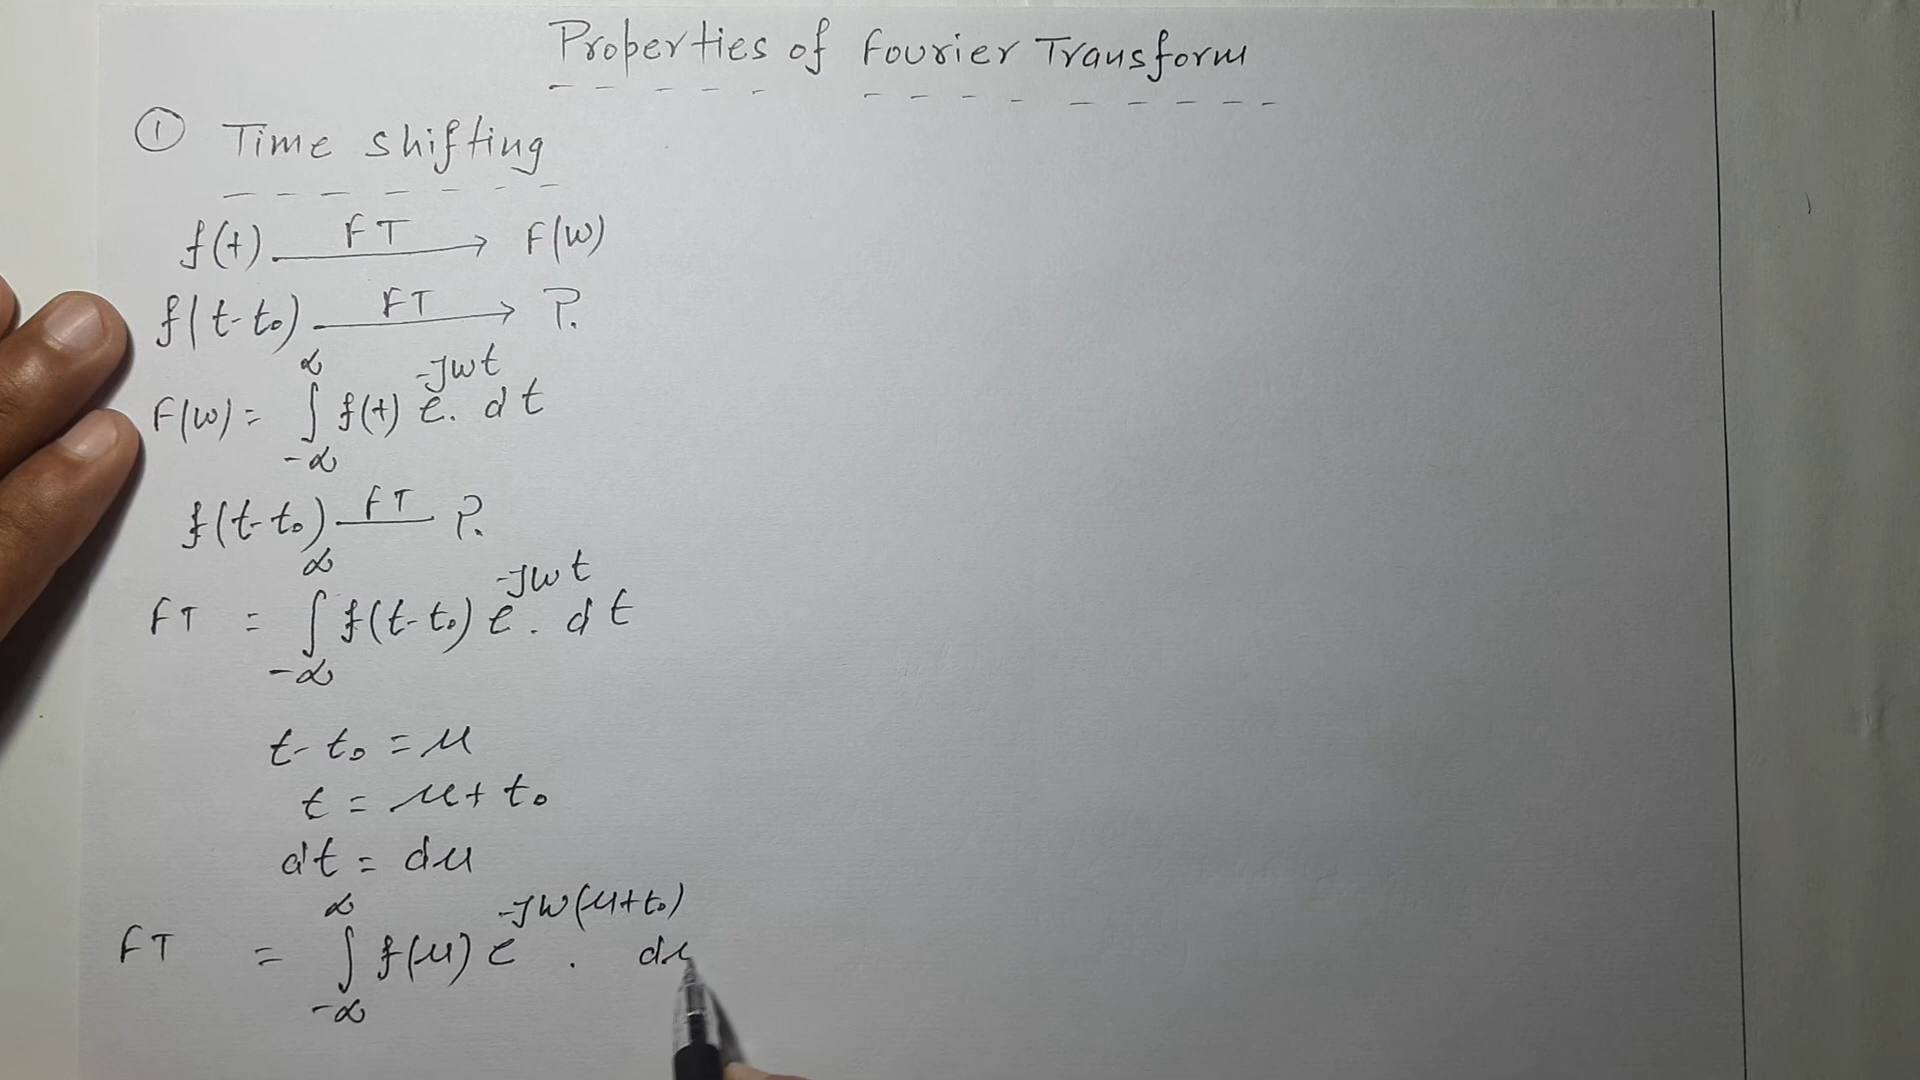 Properties of Fourier Transform
① Time shifting
f(t) FT → F(w)
f(t-t₀) FT → ?
F(w) = ∫_{-∞}^{∞} f(t) e^{-jwt}. dt
f(t-t₀) FT ?
FT = ∫_{-∞}^{∞} f(t-t₀) e^{-jwt}. dt
t-t₀ = u
t = u+t₀
dt = du
FT = ∫_{-∞}^{∞} f(u) e^{-jw(u+t₀)} . du